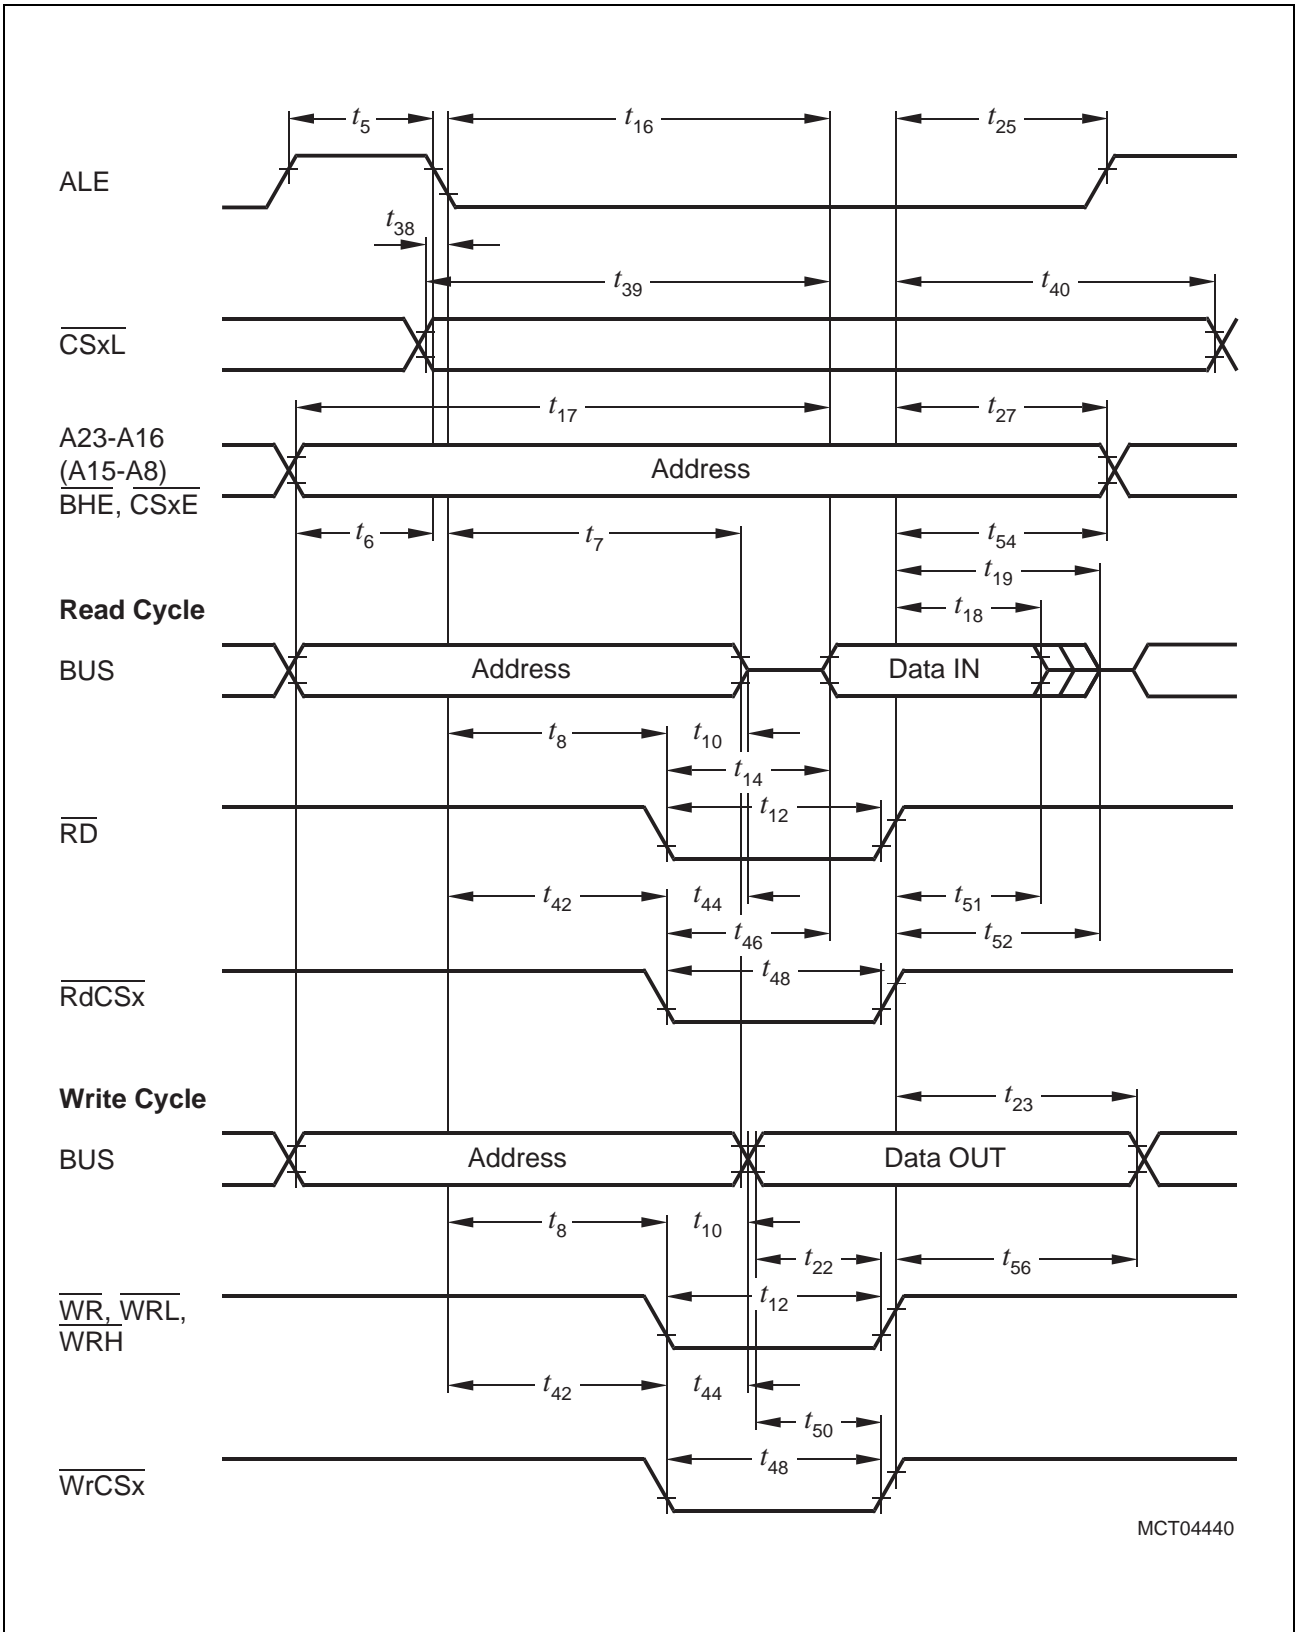 t5 t16 t25
ALE
t38
t39 t40
CSxL
t17 t27
A23-A16
(A15-A8)
BHE, CSxE
Address
t6 t7 t54
t19
Read Cycle
t18
BUS Address Data IN
t8 t10
t14
t12
RD
t42 t44 t51
t46 t52
t48
RdCSx
Write Cycle
t23
BUS Address Data OUT
t8 t10
t22 t56
t12
WR, WRL,
WRH
t42 t44
t50
t48
WrCSx
MCT04440